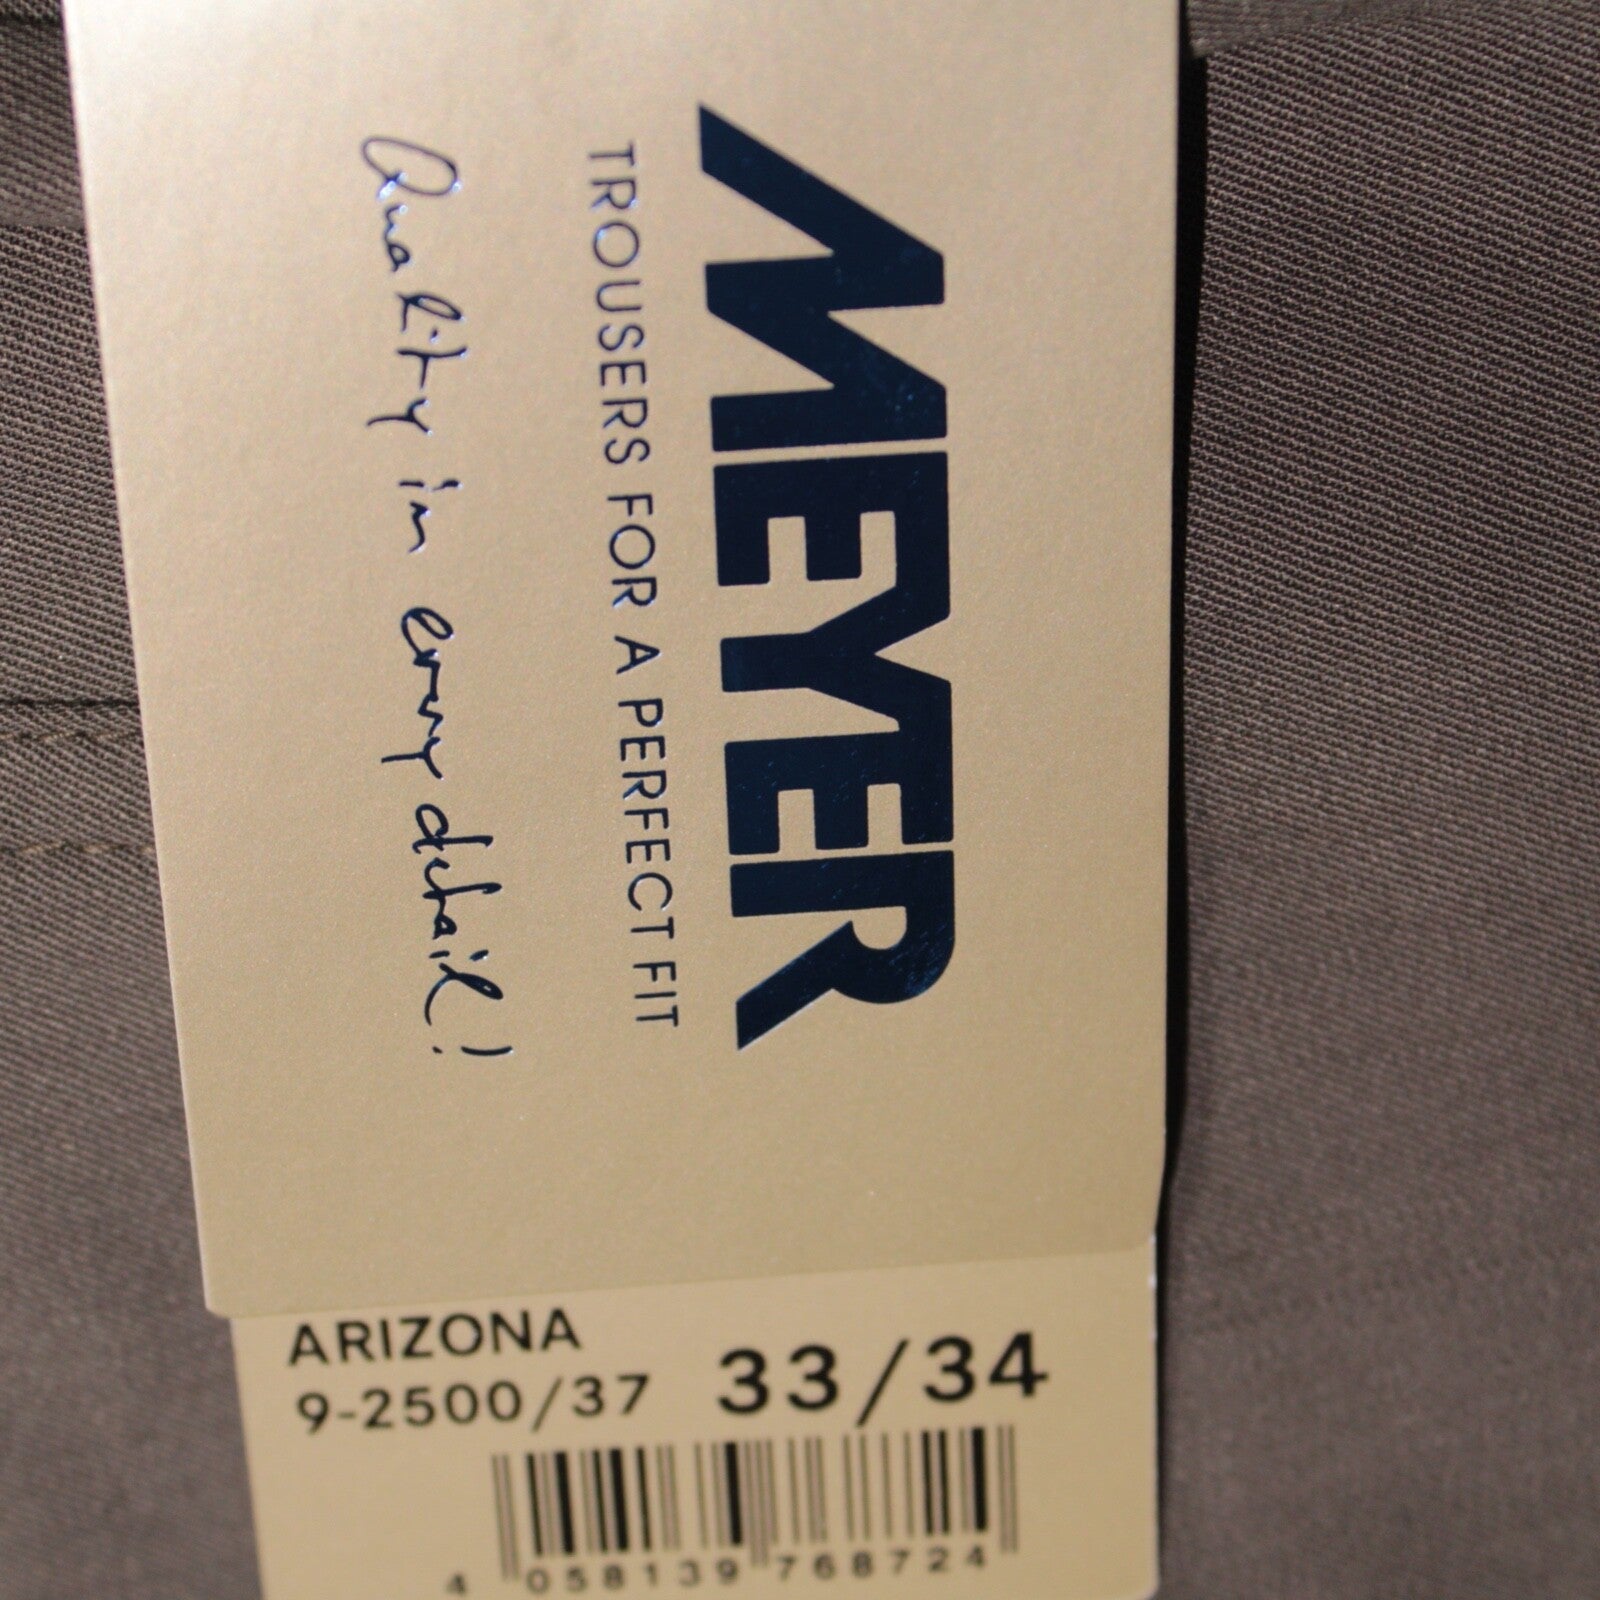 MEYER
TROUSERS FOR A PERFECT FIT
Quality in every detail!
ARIZONA
9-2500/37 33/34
4 058139 768724